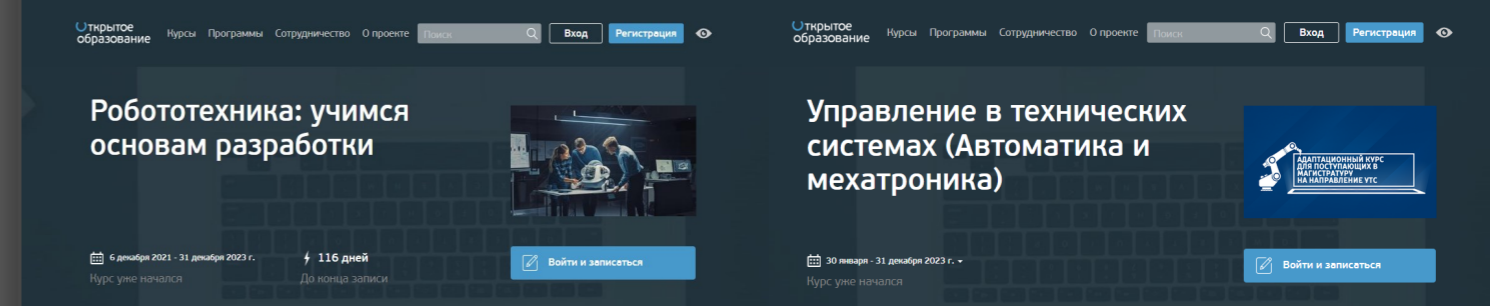 Открытое
образование
Курсы Программы Сотрудничество О проекте Поиск Вход Регистрация
Робототехника: учимся
основам разработки
6 декабря 2021 - 31 декабря 2023 г.
Курс уже начался
116 дней
До конца записи
Войти и записаться
Открытое
образование
Курсы Программы Сотрудничество О проекте Поиск Вход Регистрация
Управление в технических
системах (Автоматика и
мехатроника)
АДАПТАЦИОННЫЙ КУРС
ДЛЯ ПОСТУПАЮЩИХ В
МАГИСТРАТУРУ
НА НАПРАВЛЕНИЕ УТС
30 января - 31 декабря 2023 г.
Курс уже начался
Войти и записаться